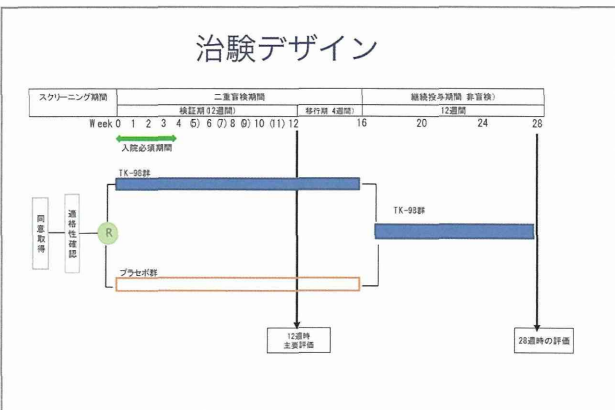 治験デザイン
スクリーニング期間
二重盲検期間
継続投与期間 非盲検)
検証期 (12週間)
移行期 4週間)
12週間
Week 0 1 2 3 4 (5) 6 (7) 8 (9) 10 (11) 12 16 20 24 28
入院必須期間
TK-98群
TK-98群
同意取得
適格性確認
R
プラセボ群
12週時
主要評価
28週時の評価